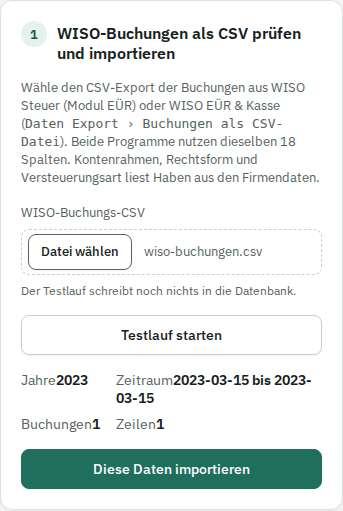 1 WISO-Buchungen als CSV prüfen
und importieren
Wähle den CSV-Export der Buchungen aus WISO
Steuer (Modul EÜR) oder WISO EÜR & Kasse
(Daten Export › Buchungen als CSV-
Datei). Beide Programme nutzen dieselben 18
Spalten. Kontenrahmen, Rechtsform und
Versteuerungsart liest Haben aus den Firmendaten.
WISO-Buchungs-CSV
Datei wählen wiso-buchungen.csv
Der Testlauf schreibt noch nichts in die Datenbank.
Testlauf starten
Jahre2023 Zeitraum2023-03-15 bis 2023-
03-15
Buchungen1 Zeilen1
Diese Daten importieren